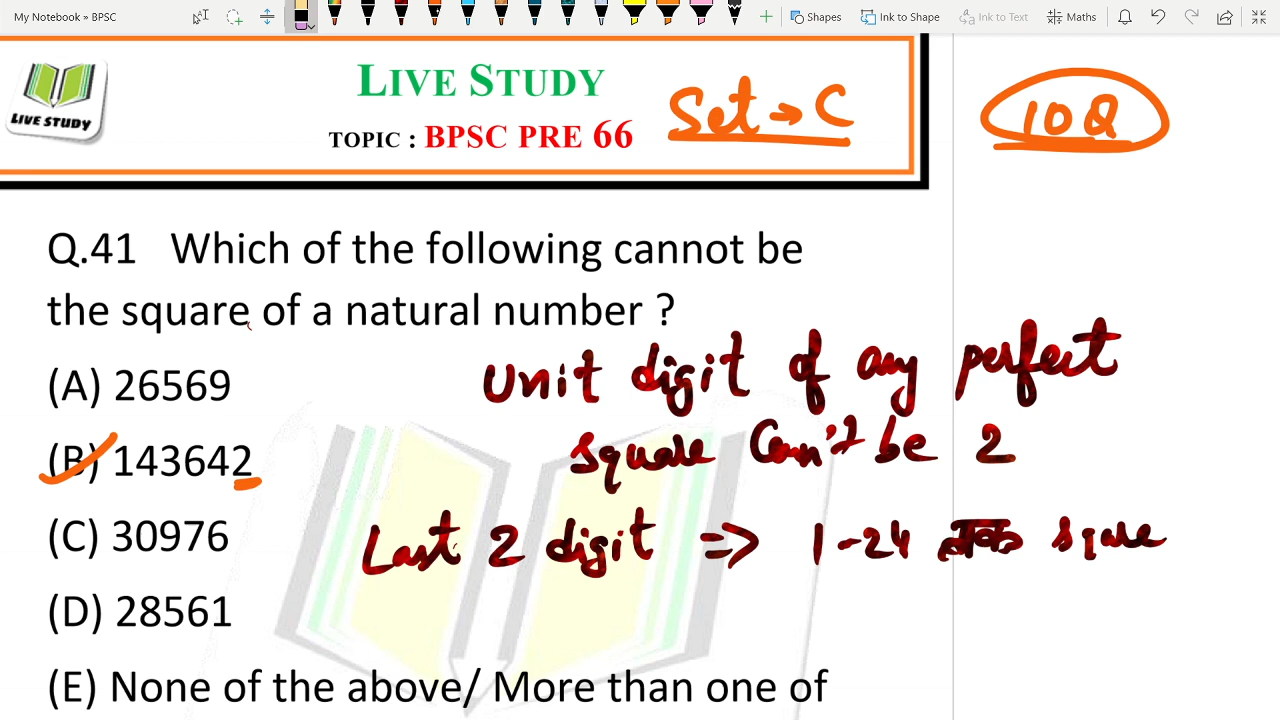 My Notebook » BPSC
Shapes
Ink to Shape
Ink to Text
Maths
LIVE STUDY
LIVE STUDY
Set → C
10 Q
TOPIC : BPSC PRE 66
Q.41 Which of the following cannot be
the square of a natural number ?
Unit digit of any perfect
(A) 26569
square Can't be 2
(B) 143642
(C) 30976
Last 2 digit => 1-24 square
(D) 28561
(E) None of the above/ More than one of